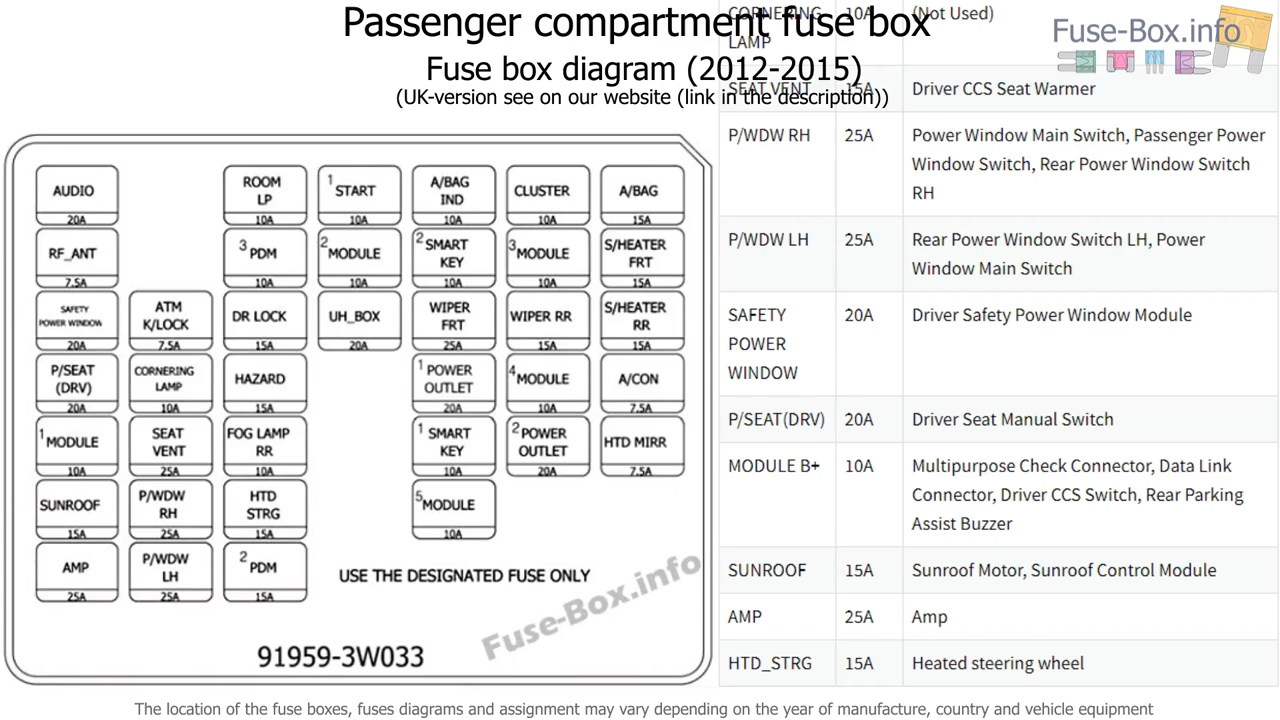 Passenger compartment fuse box
Fuse box diagram (2012-2015)
(UK-version see on our website (link in the description))
Fuse-Box.info
AUDIO
20A
ROOM
LP
10A
1 START
10A
A/BAG
IND
10A
CLUSTER
10A
A/BAG
15A
RF_ANT
7.5A
3 PDM
10A
2 MODULE
10A
2 SMART
KEY
10A
3 MODULE
10A
S/HEATER
FRT
15A
SAFETY
POWER WINDOW
20A
ATM
K/LOCK
7.5A
DR LOCK
15A
UH_BOX
20A
WIPER
FRT
25A
WIPER RR
15A
S/HEATER
RR
15A
P/SEAT
(DRV)
20A
CORNERING
LAMP
10A
HAZARD
15A
1 POWER
OUTLET
20A
4 MODULE
10A
A/CON
7.5A
1 MODULE
10A
SEAT
VENT
25A
FOG LAMP
RR
10A
1 SMART
KEY
10A
2 POWER
OUTLET
20A
HTD MIRR
7.5A
SUNROOF
15A
P/WDW
RH
25A
HTD
STRG
15A
5 MODULE
10A
AMP
25A
P/WDW
LH
25A
2 PDM
15A
USE THE DESIGNATED FUSE ONLY
Fuse-Box.info
91959-3W033
CORNERING 10A (Not Used)
LAMP
SEAT VENT 15A Driver CCS Seat Warmer
P/WDW RH 25A Power Window Main Switch, Passenger Power
Window Switch, Rear Power Window Switch
RH
P/WDW LH 25A Rear Power Window Switch LH, Power
Window Main Switch
SAFETY 20A Driver Safety Power Window Module
POWER
WINDOW
P/SEAT(DRV) 20A Driver Seat Manual Switch
MODULE B+ 10A Multipurpose Check Connector, Data Link
Connector, Driver CCS Switch, Rear Parking
Assist Buzzer
SUNROOF 15A Sunroof Motor, Sunroof Control Module
AMP 25A Amp
HTD_STRG 15A Heated steering wheel
The location of the fuse boxes, fuses diagrams and assignment may vary depending on the year of manufacture, country and vehicle equipment